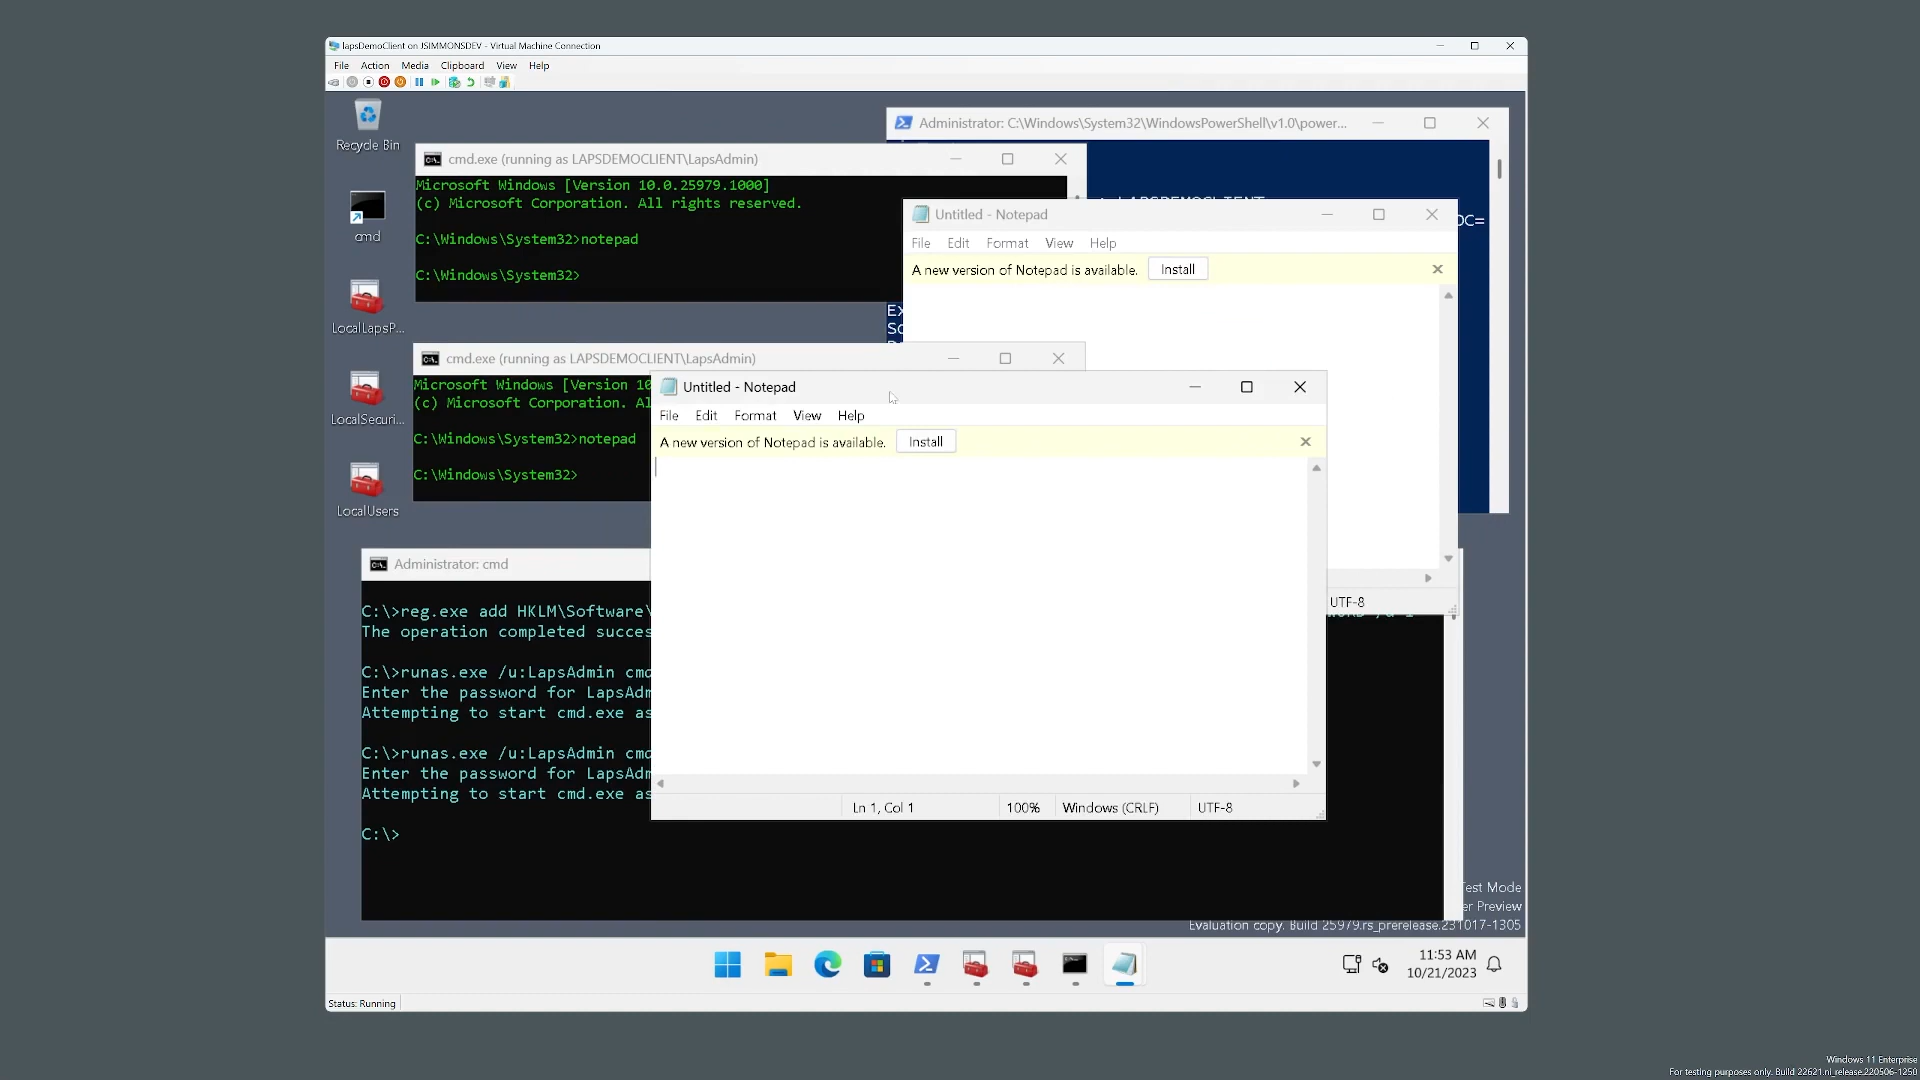 lapsDemoClient on JSIMMONSDEV - Virtual Machine Connection
File Action Media Clipboard View Help
Recycle Bin
cmd
LocalLapsP...
LocalSecuri...
LocalUsers
Administrator: C:\Windows\System32\WindowsPowerShell\v1.0\power...
LAPSDEMOCLIENT
DC=
Ex
cmd.exe (running as LAPSDEMOCLIENT\LapsAdmin)
Microsoft Windows [Version 10.0.25979.1000]
(c) Microsoft Corporation. All rights reserved.
C:\Windows\System32>notepad
C:\Windows\System32>
Untitled - Notepad
File Edit Format View Help
A new version of Notepad is available. Install
UTF-8
cmd.exe (running as LAPSDEMOCLIENT\LapsAdmin)
Microsoft Windows [Version 10
(c) Microsoft Corporation. Al
C:\Windows\System32>notepad
C:\Windows\System32>
Untitled - Notepad
File Edit Format View Help
A new version of Notepad is available. Install
Ln 1, Col 1 100% Windows (CRLF) UTF-8
Administrator: cmd
C:\>reg.exe add HKLM\Software\
The operation completed succes
C:\>runas.exe /u:LapsAdmin cmd
Enter the password for LapsAdm
Attempting to start cmd.exe as
C:\>runas.exe /u:LapsAdmin cmd
Enter the password for LapsAdm
Attempting to start cmd.exe as
C:\>
Test Mode
er Preview
Evaluation copy. Build 25979.rs_prerelease.231017-1305
11:53 AM
10/21/2023
Status: Running
Windows 11 Enterprise
For testing purposes only. Build 22621.ni_release.220506-1250